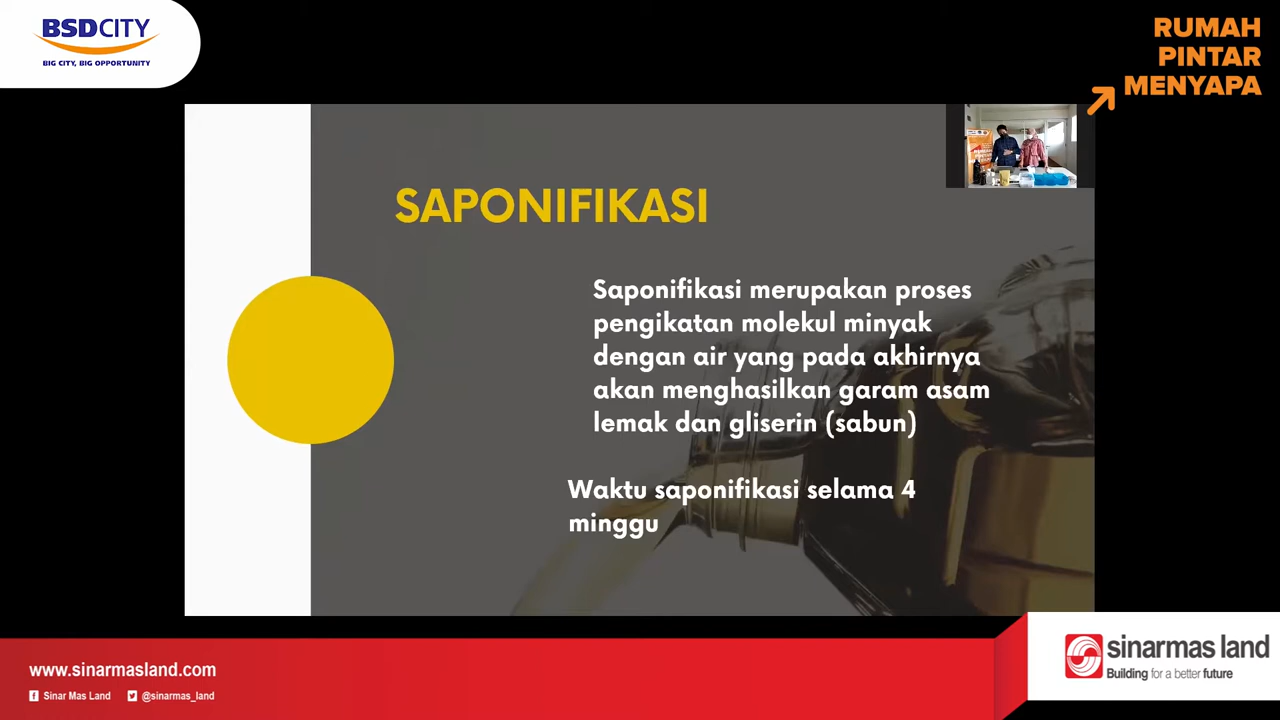 BSDCITY
BIG CITY, BIG OPPORTUNITY
RUMAH
PINTAR
MENYAPA
SAPONIFIKASI
Saponifikasi merupakan proses
pengikatan molekul minyak
dengan air yang pada akhirnya
akan menghasilkan garam asam
lemak dan gliserin (sabun)
Waktu saponifikasi selama 4
minggu
www.sinarmasland.com
Sinar Mas Land @sinarmas_land
sinarmas land
Building for a better future